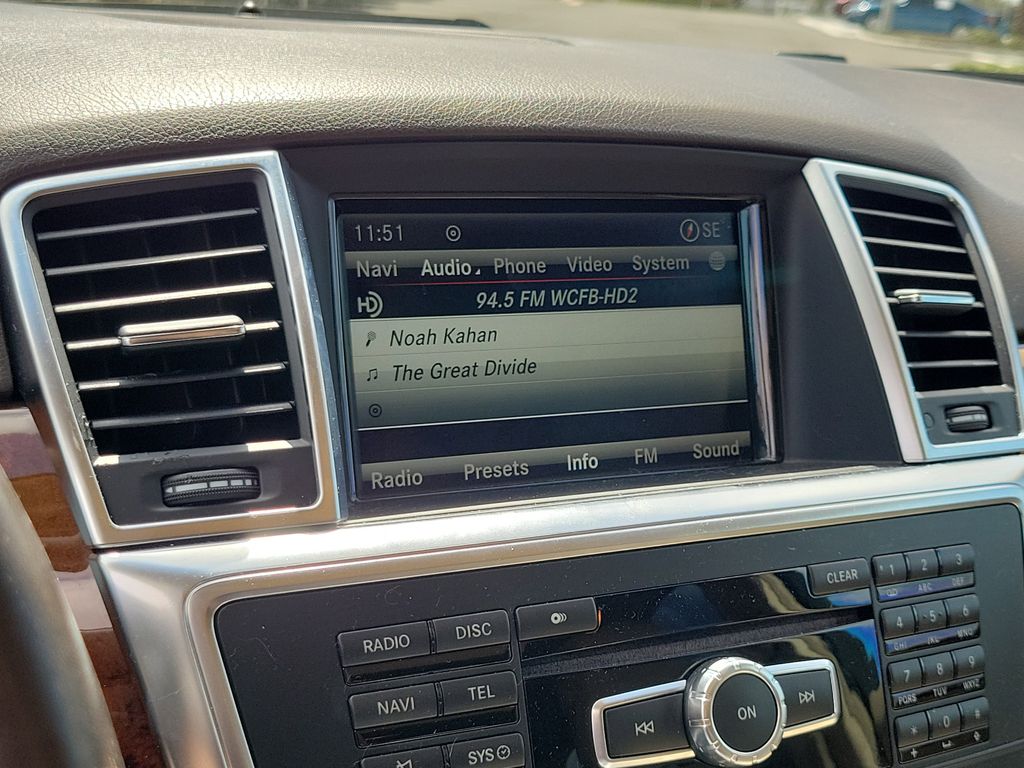 11:51 SE
Navi Audio Phone Video System
HD 94.5 FM WCFB-HD2
Noah Kahan
The Great Divide
Radio Presets Info FM Sound
CLEAR
1 2 3
ABC DEF
4 5 6
GHI JKL MNO
7 8 9
PQRS TUV WXYZ
* 0 #
+
RADIO DISC
NAVI TEL
SYS
ON